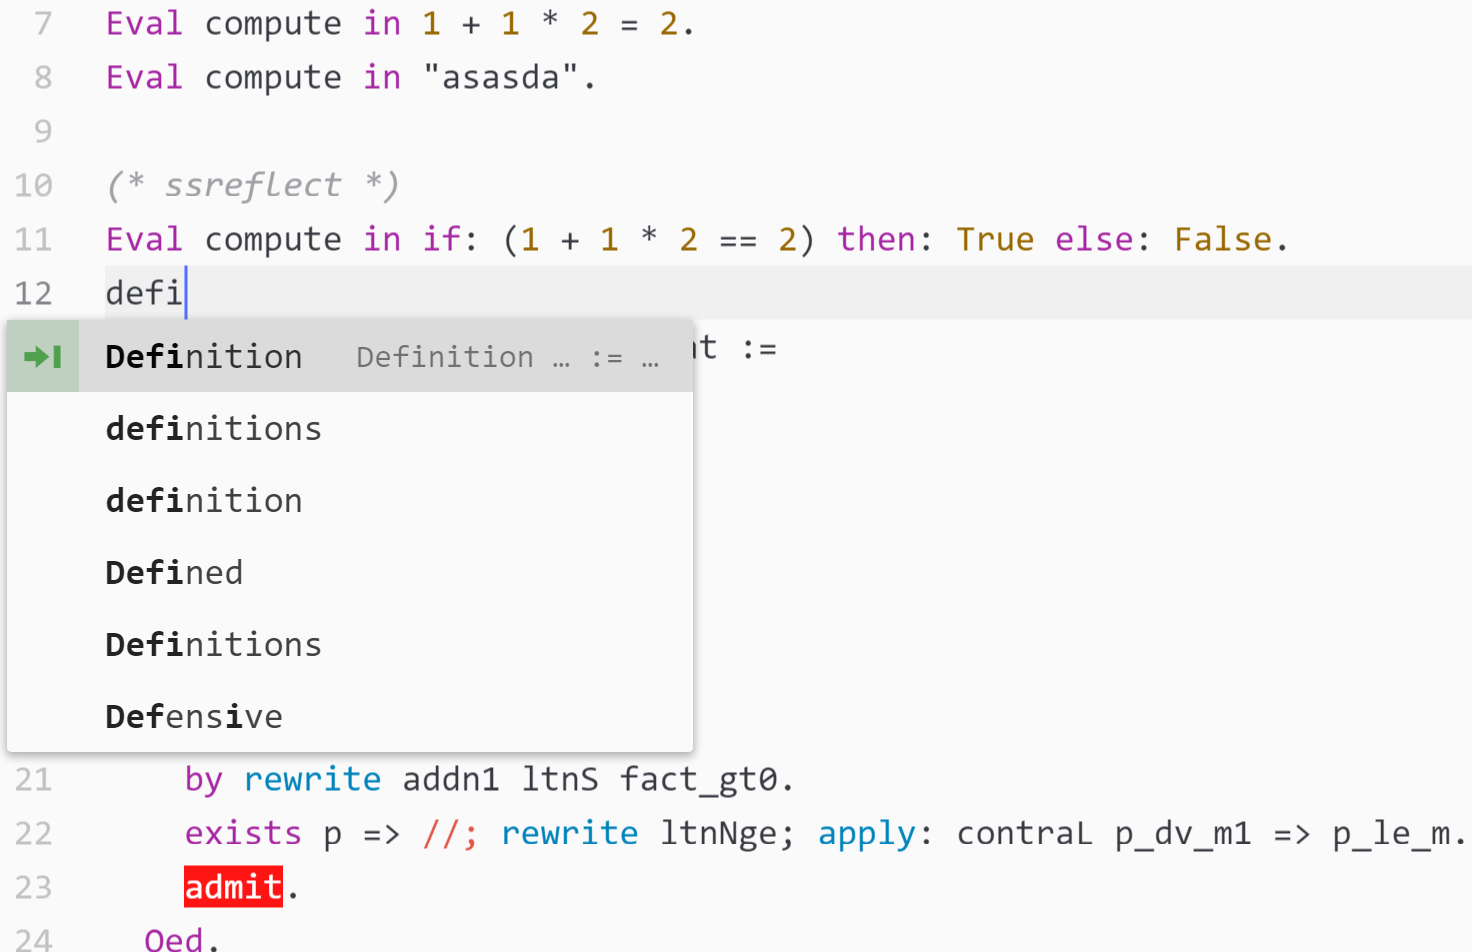 7 Eval compute in 1 + 1 * 2 = 2.
8 Eval compute in "asasda".
9
10 (* ssreflect *)
11 Eval compute in if: (1 + 1 * 2 == 2) then: True else: False.
12 defi
Definition Definition … := … t :=
definitions
definition
Defined
Definitions
Defensive
21 by rewrite addn1 ltnS fact_gt0.
22 exists p => //; rewrite ltnNge; apply: contraL p_dv_m1 => p_le_m.
23 admit.
24 Qed.